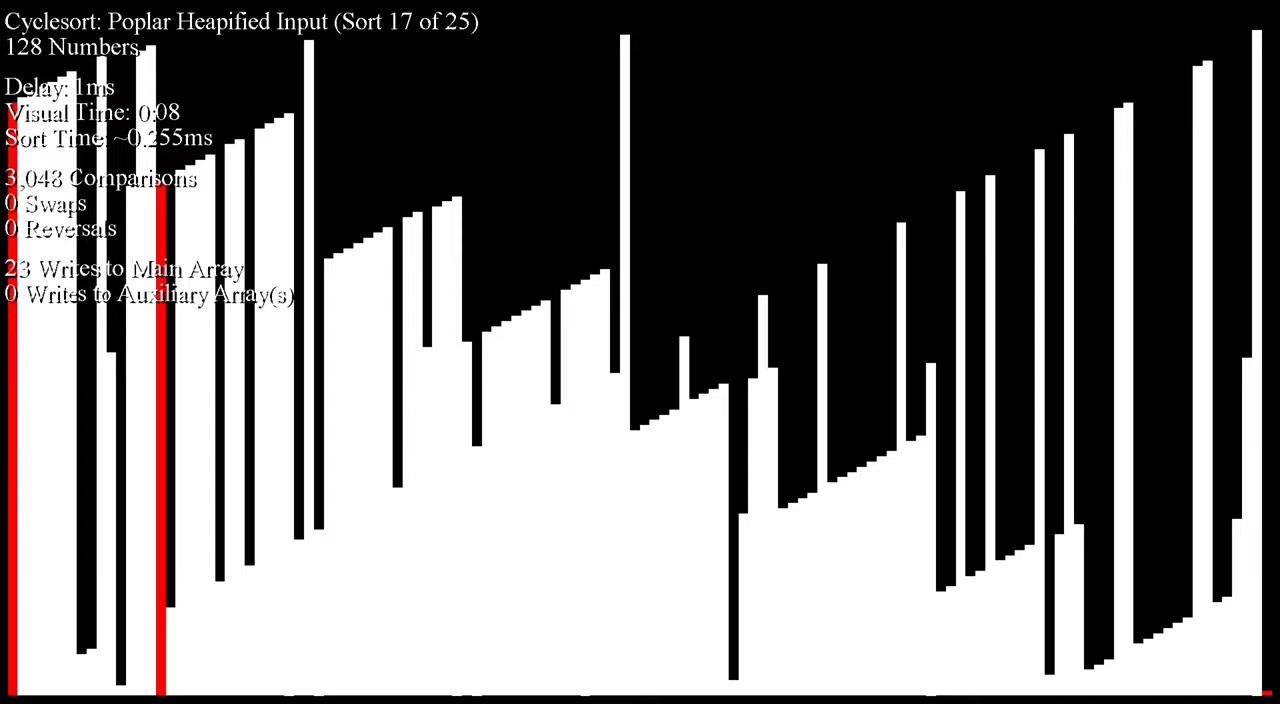 Cyclesort: Poplar Heapified Input (Sort 17 of 25)
128 Numbers
Delay: 1ms
Visual Time: 0:08
Sort Time: ~0.255ms
3,048 Comparisons
0 Swaps
0 Reversals
23 Writes to Main Array
0 Writes to Auxiliary Array(s)